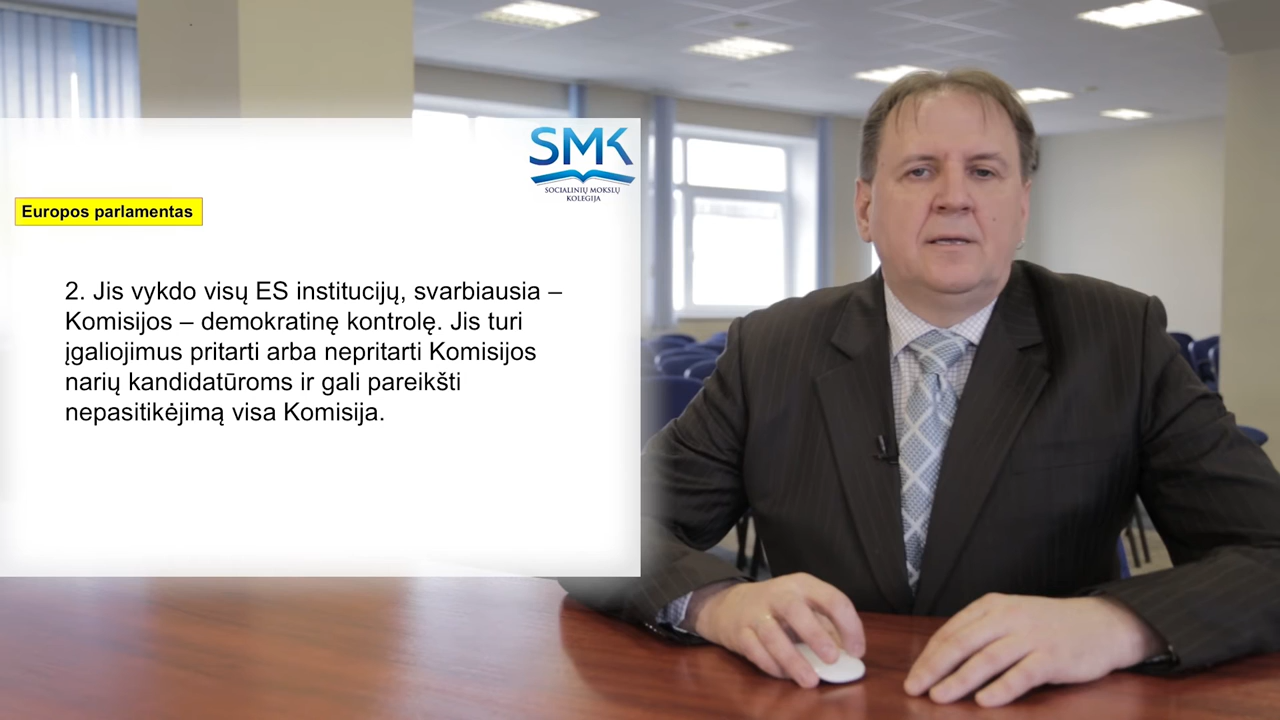 SMK
SOCIALINIŲ MOKSLŲ
KOLEGIJA
Europos parlamentas
2. Jis vykdo visų ES institucijų, svarbiausia –
Komisijos – demokratinę kontrolę. Jis turi
įgaliojimus pritarti arba nepritarti Komisijos
narių kandidatūroms ir gali pareikšti
nepasitikėjimą visa Komisija.